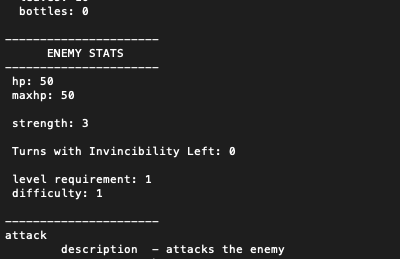 bottles: 0
----------------------
ENEMY STATS
----------------------
hp: 50
maxhp: 50
strength: 3
Turns with Invincibility Left: 0
level requirement: 1
difficulty: 1
----------------------
attack
description - attacks the enemy